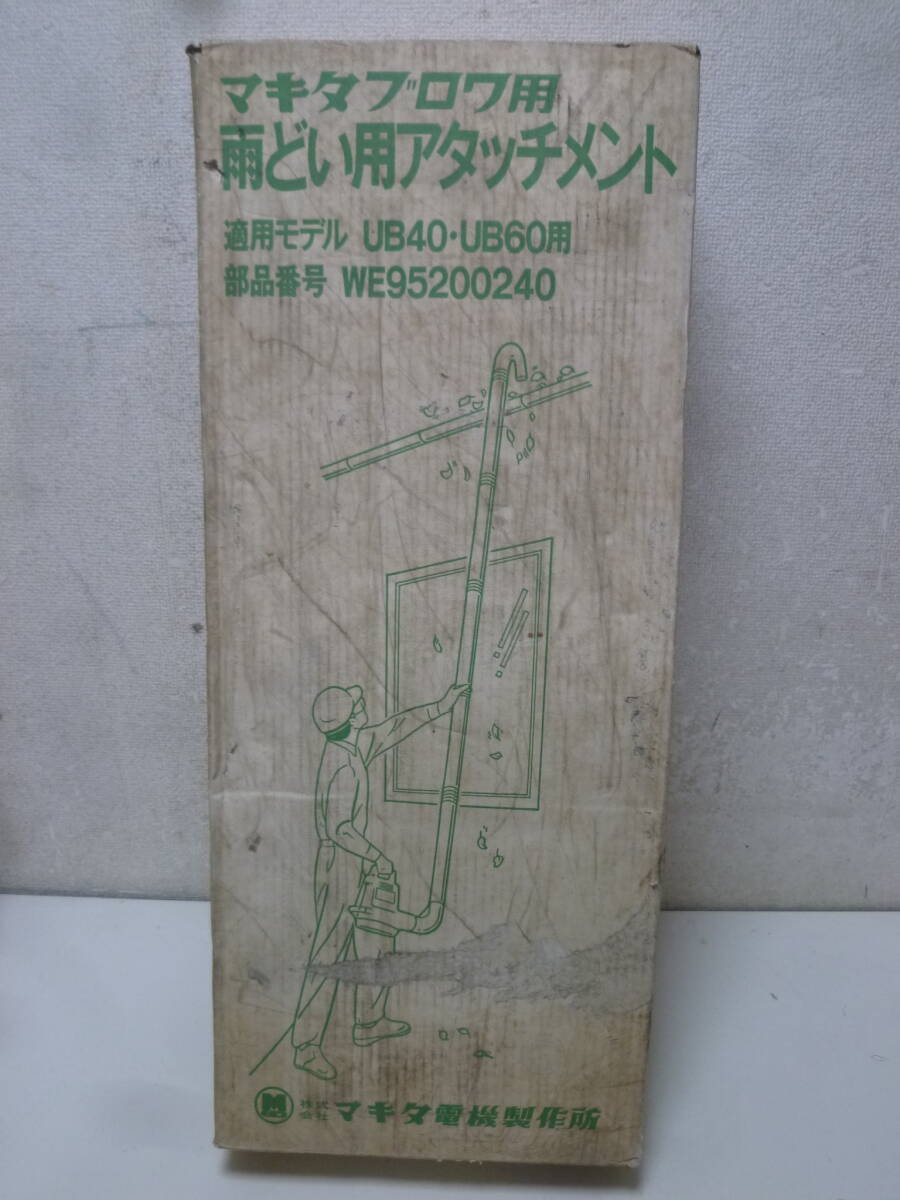 マキタブロワ用
雨どい用アタッチメント
適用モデル UB40・UB60用
部品番号 WE95200240
M 株式会社 マキタ電機製作所